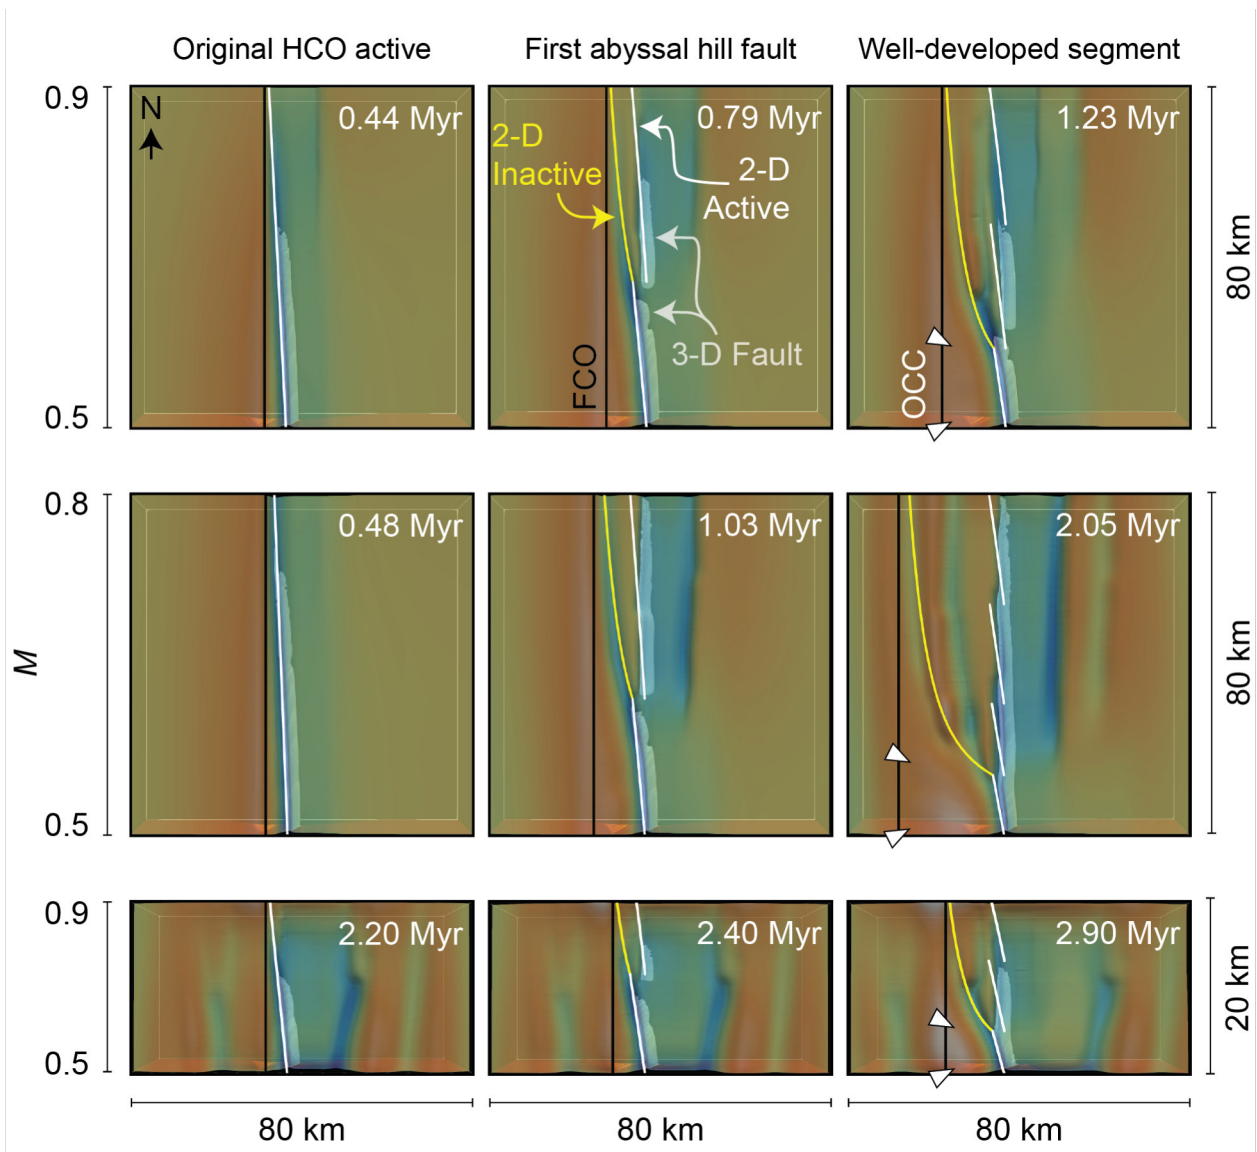 Original HCO active
First abyssal hill fault
Well-developed segment
0.9
N
0.44 Myr
0.79 Myr
1.23 Myr
2-D
Inactive
2-D
Active
3-D Fault
FCO
OCC
80 km
0.5
0.8
0.48 Myr
1.03 Myr
2.05 Myr
M
80 km
0.5
0.9
2.20 Myr
2.40 Myr
2.90 Myr
20 km
0.5
80 km
80 km
80 km